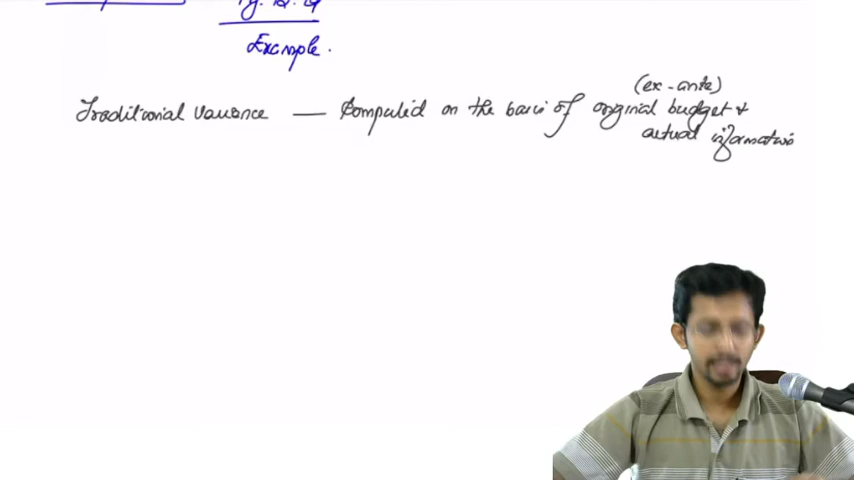 Example.
(ex-ante)
Traditional Variance — Computed on the basis of original budget &
actual information